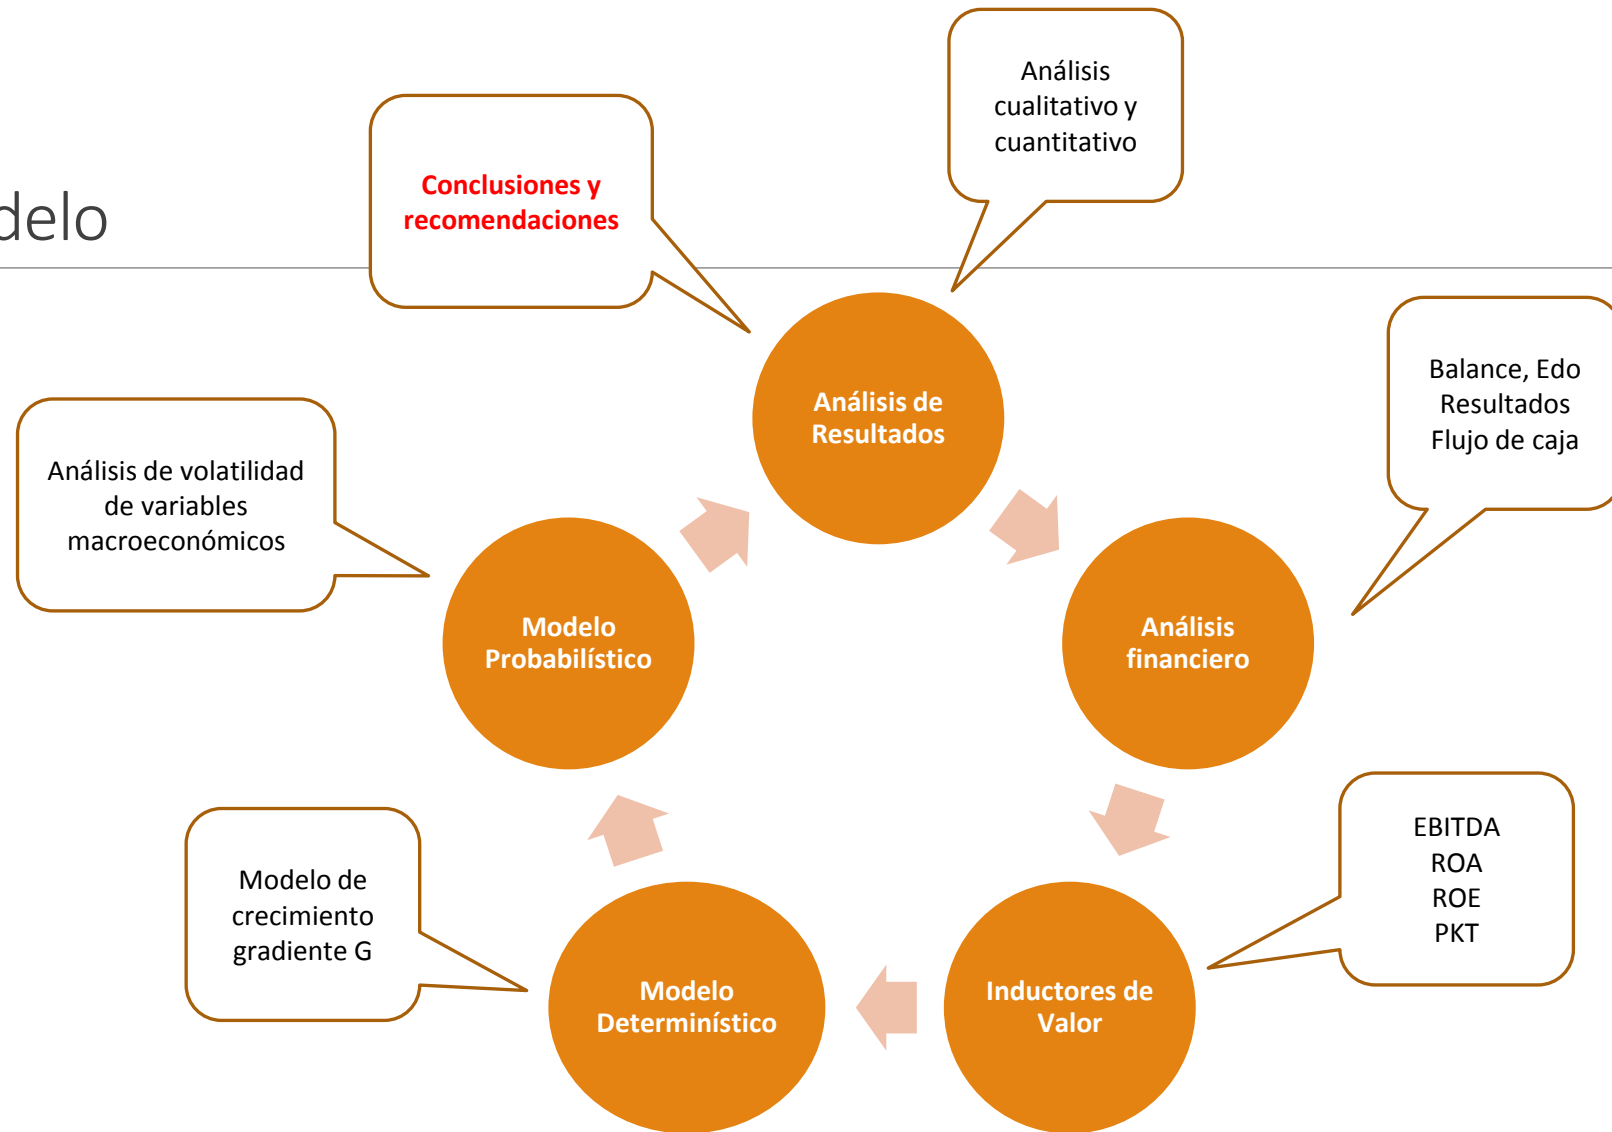 delo
Conclusiones y
recomendaciones
Análisis
cualitativo y
cuantitativo
Análisis de
Resultados
Balance, Edo
Resultados
Flujo de caja
Análisis de volatilidad
de variables
macroeconómicos
Modelo
Probabilístico
Análisis
financiero
Modelo de
crecimiento
gradiente G
Modelo
Determinístico
Inductores de
Valor
EBITDA
ROA
ROE
PKT